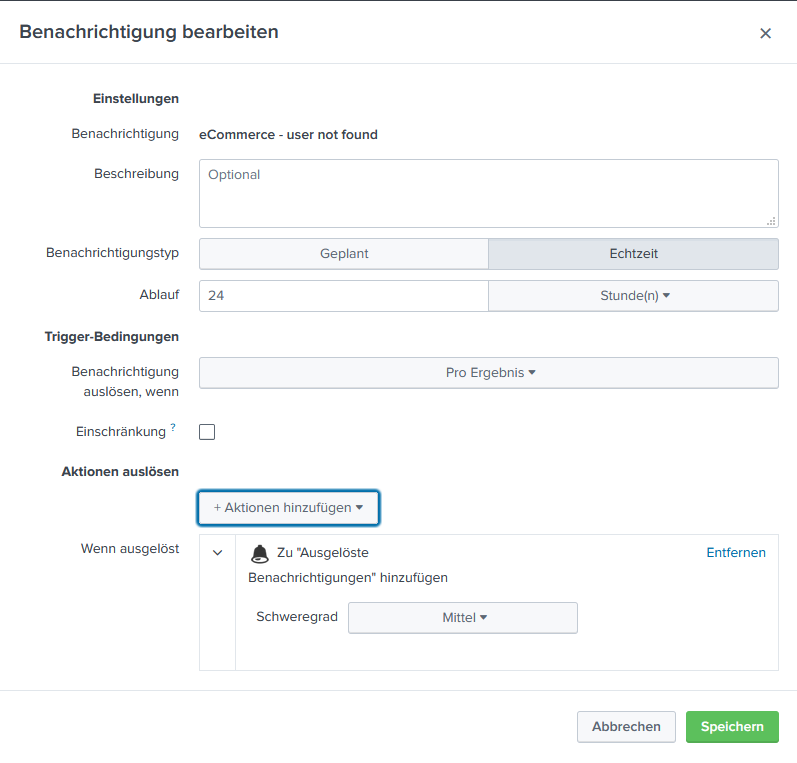 Benachrichtigung bearbeiten ×
Einstellungen
Benachrichtigung eCommerce - user not found
Beschreibung Optional
Benachrichtigungstyp Geplant Echtzeit
Ablauf 24 Stunde(n)
Trigger-Bedingungen
Benachrichtigung
auslösen, wenn
Pro Ergebnis
Einschränkung ?
Aktionen auslösen
+ Aktionen hinzufügen
Wenn ausgelöst Zu "Ausgelöste Entfernen
Benachrichtigungen" hinzufügen
Schweregrad Mittel
Abbrechen Speichern